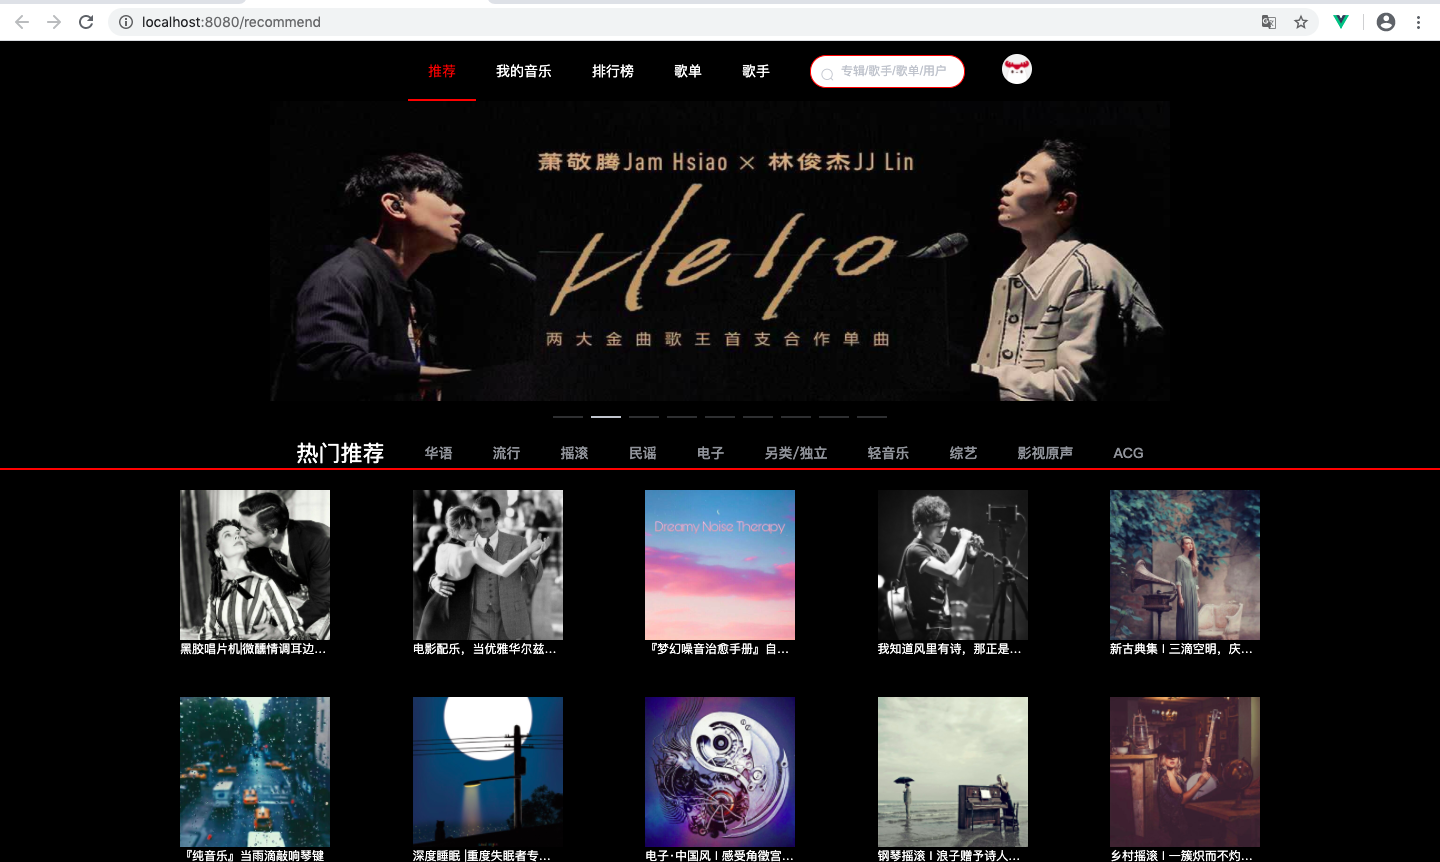 localhost:8080/recommend
推荐 我的音乐 排行榜 歌单 歌手 专辑/歌手/歌单/用户
萧敬腾Jam Hsiao × 林俊杰JJ Lin
Hello
两大金曲歌王首支合作单曲
热门推荐 华语 流行 摇滚 民谣 电子 另类/独立 轻音乐 综艺 影视原声 ACG
Dreamy Noise Therapy
黑胶唱片机|微醺情调耳边... 电影配乐，当优雅华尔兹... 『梦幻噪音治愈手册』自... 我知道风里有诗，那正是... 新古典集 | 三滴空明，庆...
『纯音乐』当雨滴敲响琴键 深度睡眠 |重度失眠者专... 电子·中国风 | 感受角徵宫... 钢琴摇滚 | 浪子赠予诗人... 乡村摇滚 | 一簇炽而不灼...